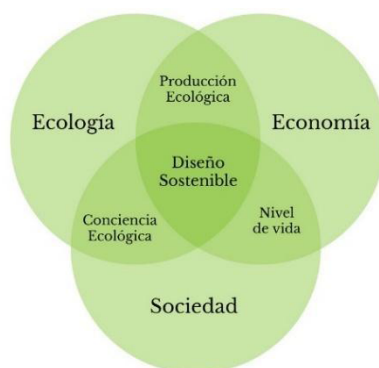 Producción
Ecológica
Ecología
Economía
Diseño
Sostenible
Conciencia
Ecológica
Nivel
de vida
Sociedad